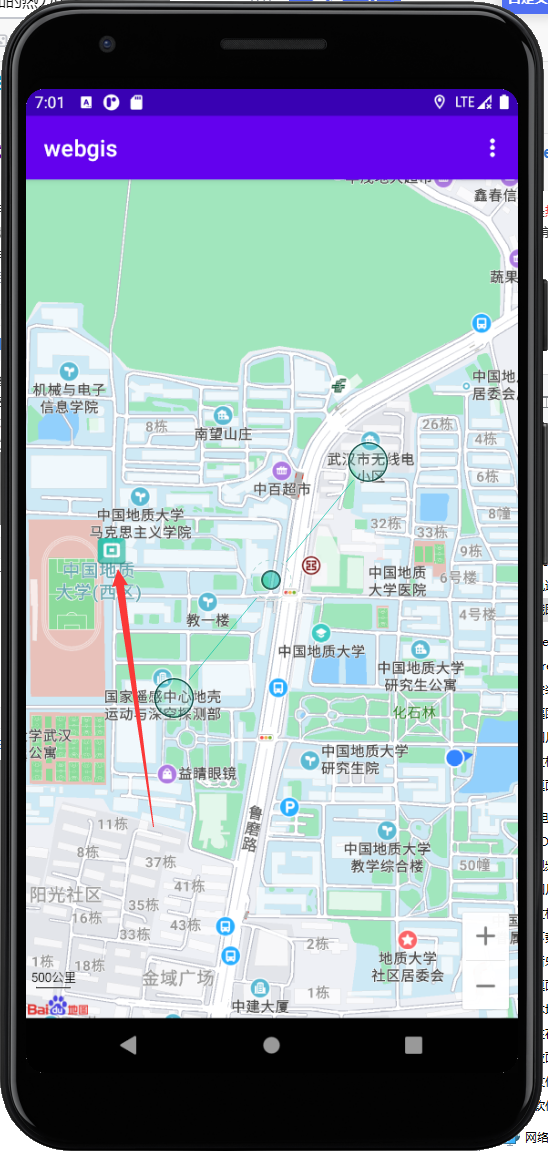 7:01
LTE
webgis
鑫春信
蔬果
机械与电子
信息学院
中国地
居委会
8栋
南望山庄
26栋
4栋
武汉市无线电
小区
中百超市
6栋
中国地质大学
马克思主义学院
8幢
32栋
33栋
9栋
中国地质
大学(西区)
中国地质
大学医院
6号楼
教一楼
4号楼
中国地质大学
中国地质大学
研究生公寓
国家遥感中心地壳
运动与深空探测部
化石林
学武汉
公寓
中国地质大学
研究生院
益晴眼镜
鲁磨路
11栋
中国地质大学
教学综合楼
8栋
37栋
50幢
阳光社区
41栋
35栋
16栋
43栋
33栋
2栋
地质大学
社区居委会
1栋
18栋
500公里
金域广场
1栋
中建大厦
Bai du 地图
网络